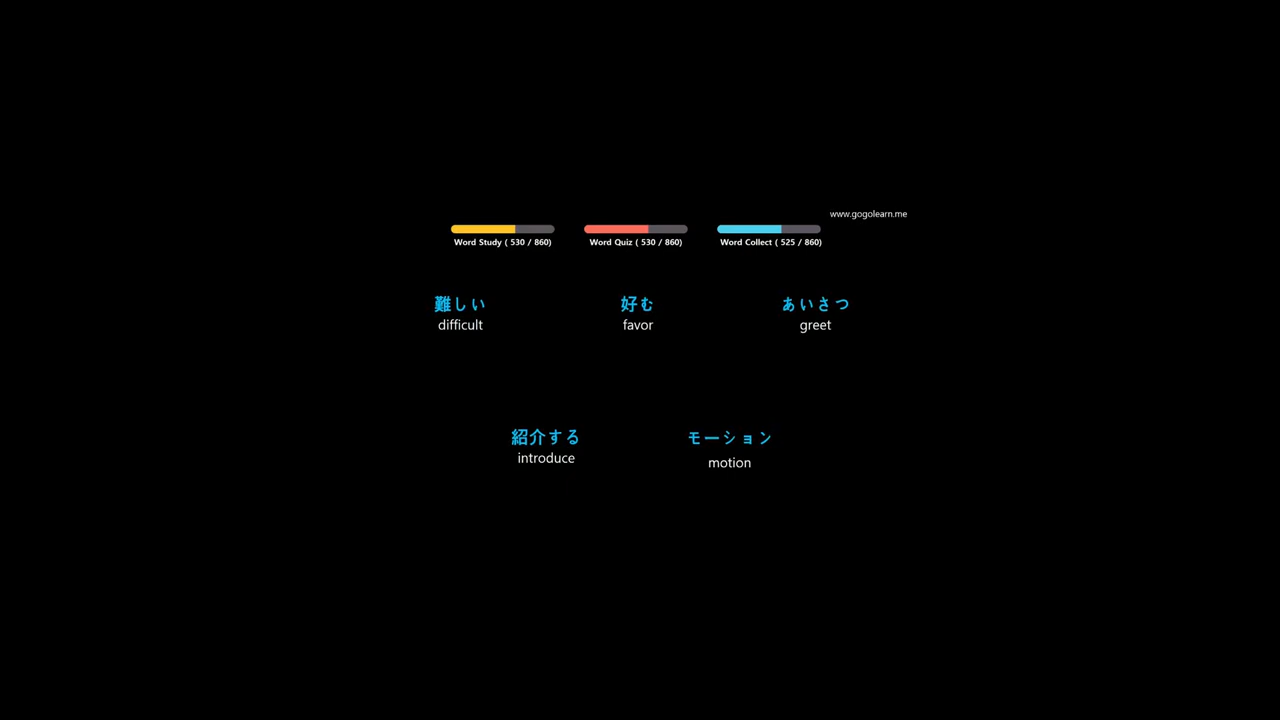 www.gogolearn.me
Word Study ( 530 / 860)
Word Quiz ( 530 / 860)
Word Collect ( 525 / 860)
難しい
difficult
好む
favor
あいさつ
greet
紹介する
introduce
モーション
motion